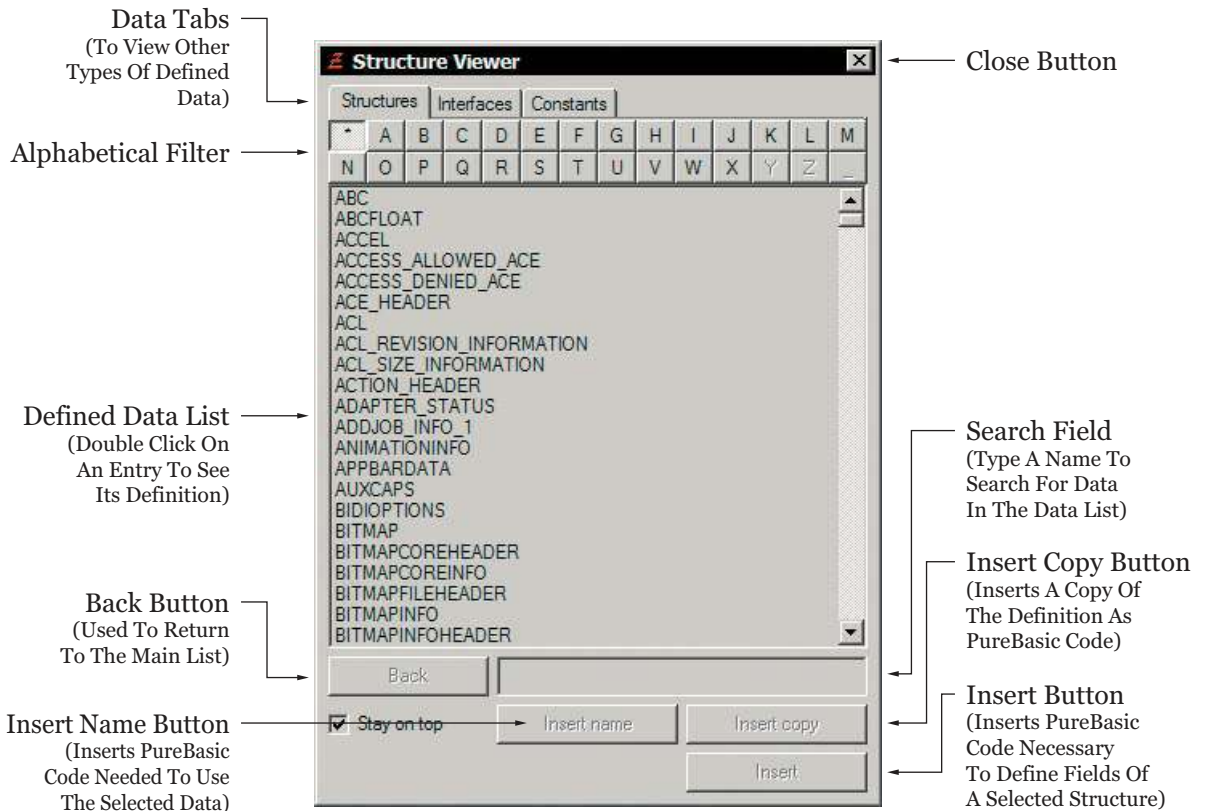 Data Tabs
(To View Other
Types Of Defined
Data)
Alphabetical Filter
Defined Data List
(Double Click On
An Entry To See
Its Definition)
Back Button
(Used To Return
To The Main List)
Insert Name Button
(Inserts PureBasic
Code Needed To Use
The Selected Data)
Structure Viewer
Structures Interfaces Constants
* A B C D E F G H I J K L M
N O P Q R S T U V W X Y Z _
ABC
ABCFLOAT
ACCEL
ACCESS_ALLOWED_ACE
ACCESS_DENIED_ACE
ACE_HEADER
ACL
ACL_REVISION_INFORMATION
ACL_SIZE_INFORMATION
ACTION_HEADER
ADAPTER_STATUS
ADDJOB_INFO_1
ANIMATIONINFO
APPBARDATA
AUXCAPS
BIDIOPTIONS
BITMAP
BITMAPCOREHEADER
BITMAPCOREINFO
BITMAPFILEHEADER
BITMAPINFO
BITMAPINFOHEADER
Back
Stay on top Insert name Insert copy
Insert
Close Button
Search Field
(Type A Name To
Search For Data
In The Data List)
Insert Copy Button
(Inserts A Copy Of
The Definition As
PureBasic Code)
Insert Button
(Inserts PureBasic
Code Necessary
To Define Fields Of
A Selected Structure)